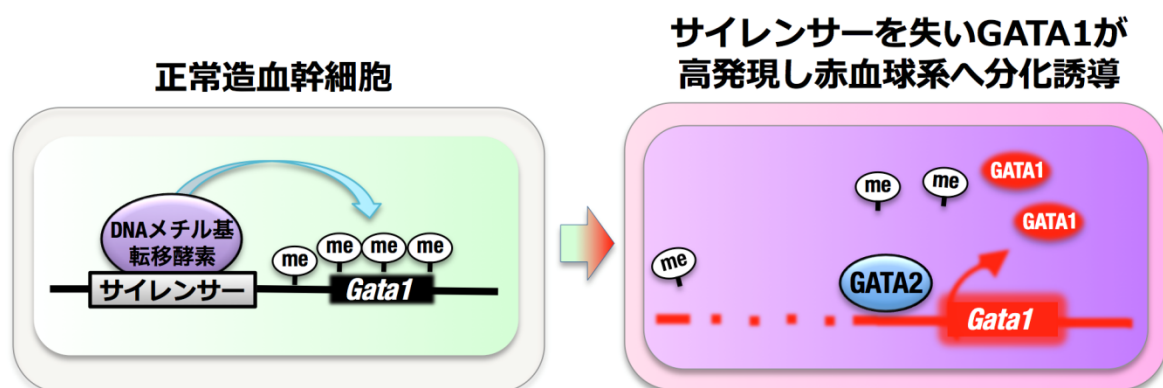 正常造血幹細胞
サイレンサーを失いGATA1が
高発現し赤血球系へ分化誘導
DNAメチル基
転移酵素
サイレンサー
me
me
me
me
Gata1
me
me
me
GATA1
GATA1
GATA2
Gata1